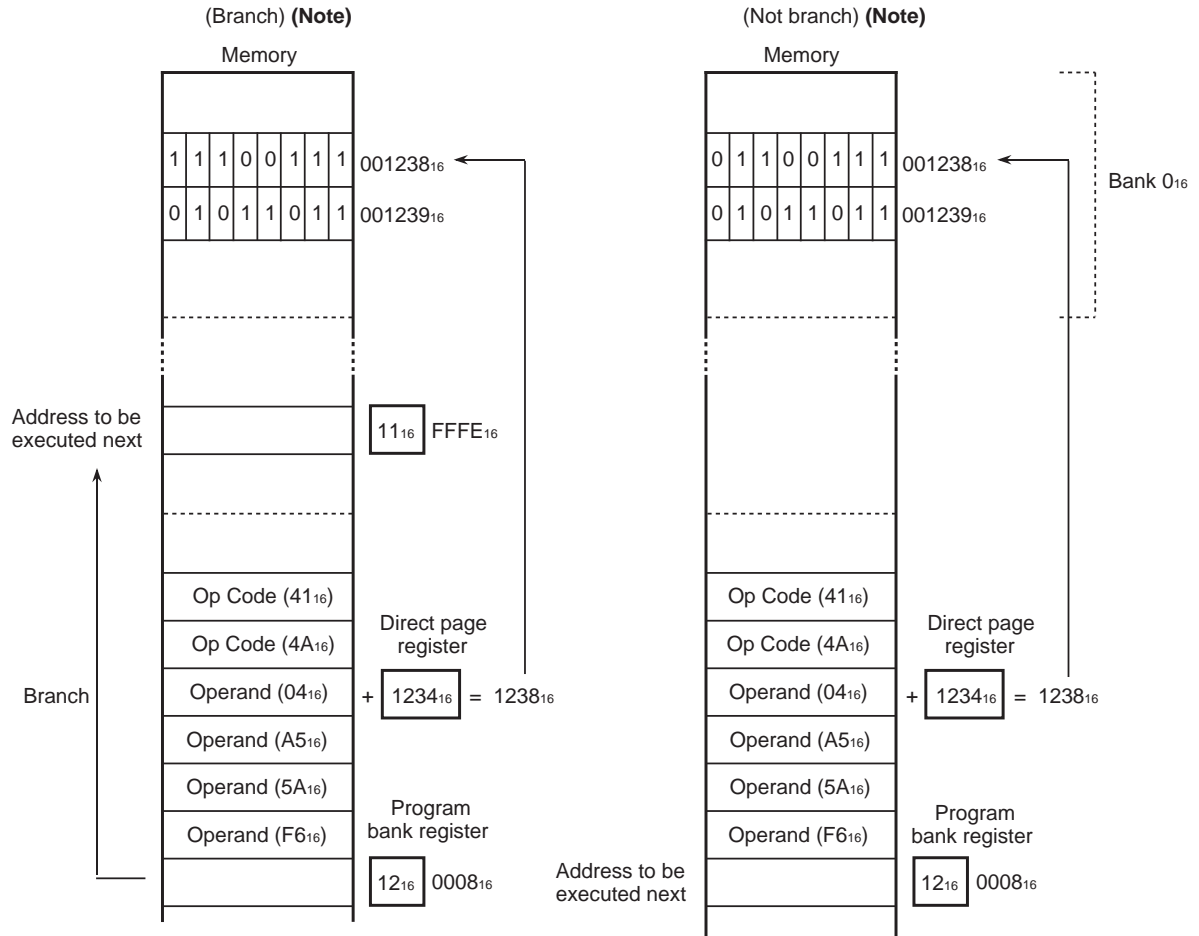 (Branch) (Note)
Memory
1 1 1 0 0 1 1 1 001238₁₆
0 1 0 1 1 0 1 1 001239₁₆
Address to be
executed next
11₁₆ FFFE₁₆
Op Code (41₁₆)
Op Code (4A₁₆)
Direct page
register
Branch
Operand (04₁₆) + 1234₁₆ = 1238₁₆
Operand (A5₁₆)
Operand (5A₁₆)
Operand (F6₁₆)
Program
bank register
12₁₆ 0008₁₆
(Not branch) (Note)
Memory
0 1 1 0 0 1 1 1 001238₁₆
0 1 0 1 1 0 1 1 001239₁₆
Bank 0₁₆
Op Code (41₁₆)
Op Code (4A₁₆)
Direct page
register
Operand (04₁₆) + 1234₁₆ = 1238₁₆
Operand (A5₁₆)
Operand (5A₁₆)
Operand (F6₁₆)
Program
bank register
Address to be
executed next
12₁₆ 0008₁₆